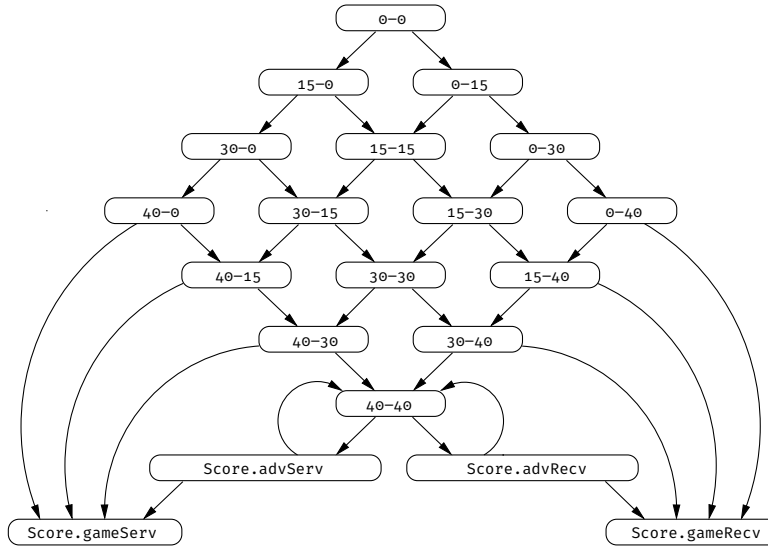 0–0
15–0 0–15
30–0 15–15 0–30
40–0 30–15 15–30 0–40
40–15 30–30 15–40
40–30 30–40
40–40
Score.advServ Score.advRecv
Score.gameServ Score.gameRecv